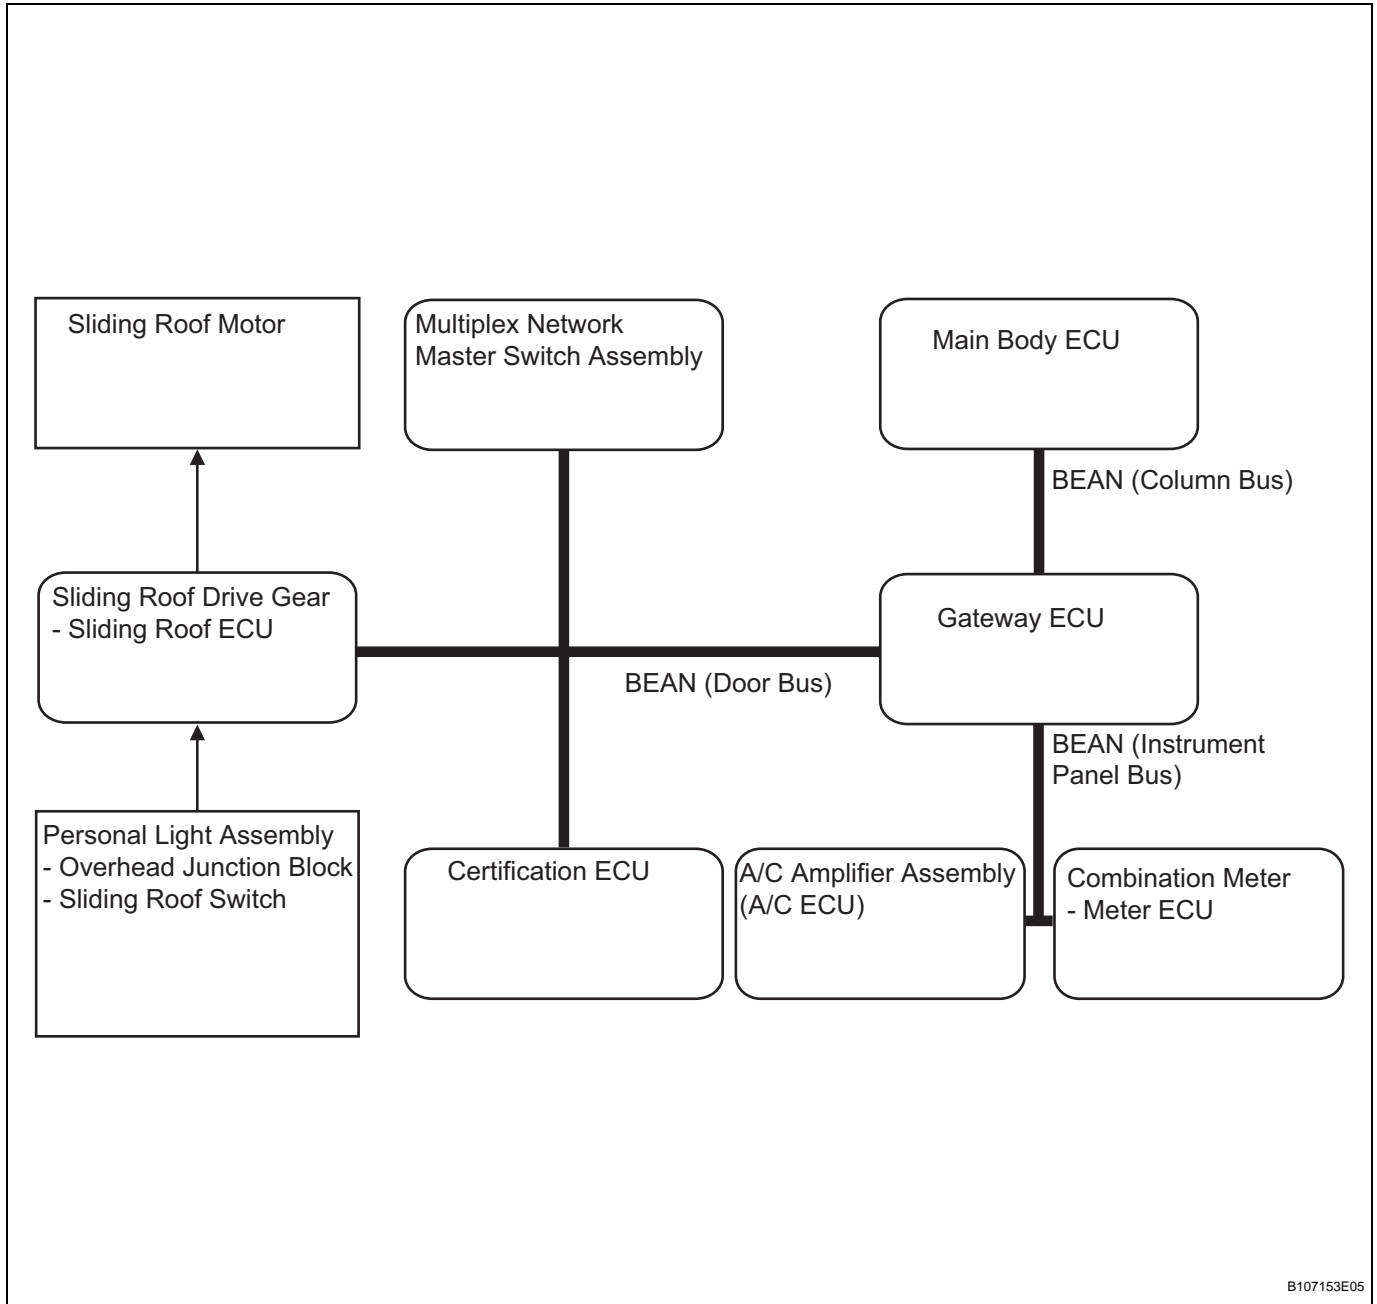 Sliding Roof Motor
Multiplex Network
Master Switch Assembly
Main Body ECU
BEAN (Column Bus)
Sliding Roof Drive Gear
- Sliding Roof ECU
Gateway ECU
BEAN (Door Bus)
BEAN (Instrument
Panel Bus)
Personal Light Assembly
- Overhead Junction Block
- Sliding Roof Switch
Certification ECU
A/C Amplifier Assembly
(A/C ECU)
Combination Meter
- Meter ECU
B107153E05